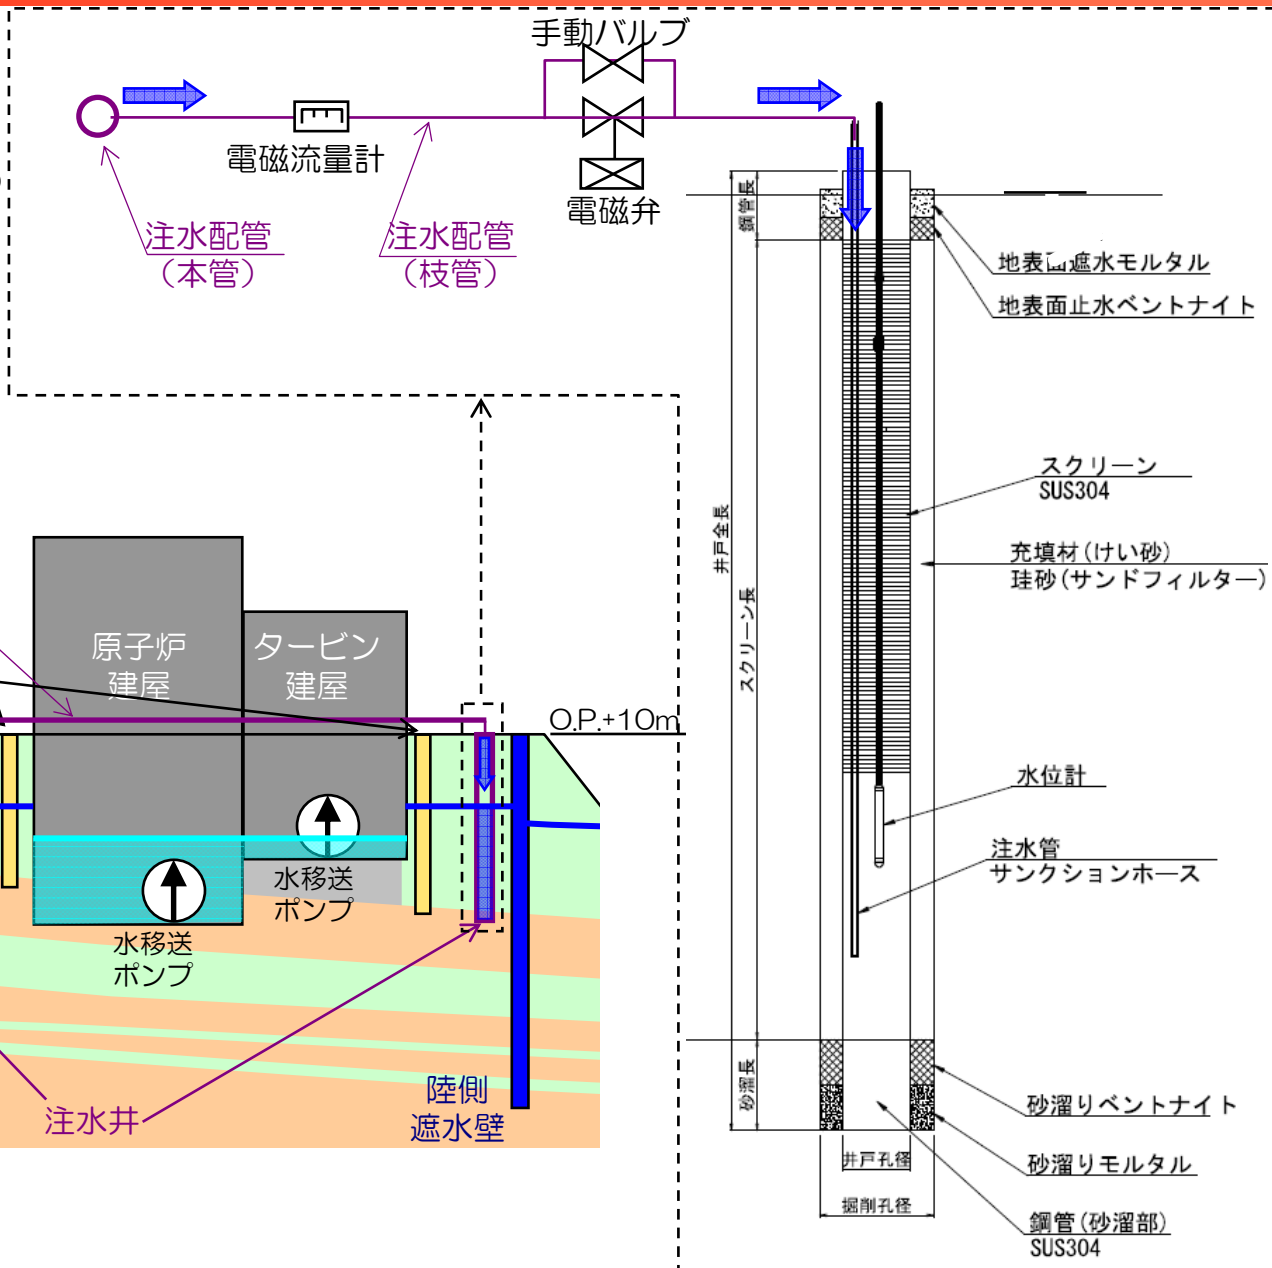 手動バルブ
電磁流量計
電磁弁
注水配管
（本管）
注水配管
（枝管）
鋼管長
地表面遮水モルタル
地表面止水ベントナイト
スクリーン
SUS304
井戸全長
充填材(けい砂)
珪砂(サンドフィルター)
スクリーン長
原子炉
建屋
タービン
建屋
O.P.+10m
水位計
注水管
サンクションホース
水移送
ポンプ
水移送
ポンプ
砂溜長
陸側
遮水壁
注水井
砂溜りベントナイト
砂溜りモルタル
井戸孔径
掘削孔径
鋼管(砂溜部)
SUS304